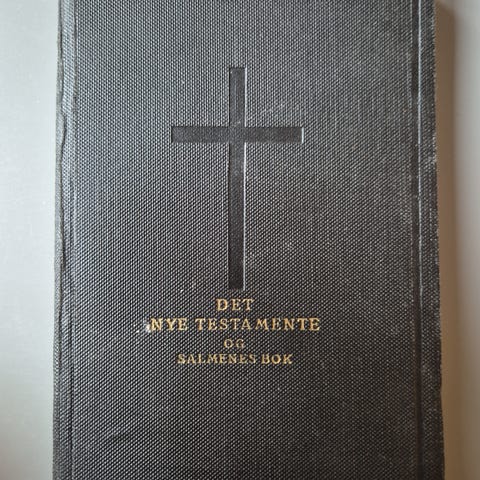 DET
NYE TESTAMENTE
OG
SALMENES BOK